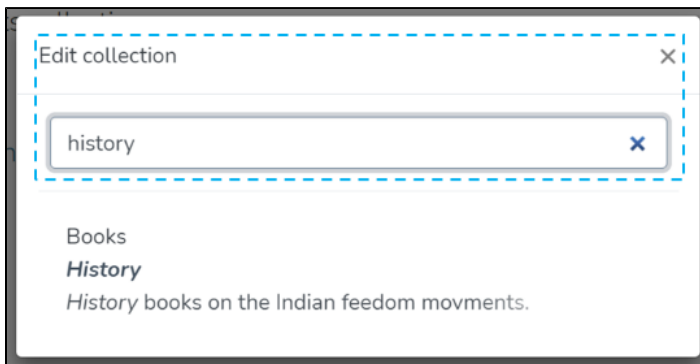 Edit collection
history
Books
History
History books on the Indian feedom movments.